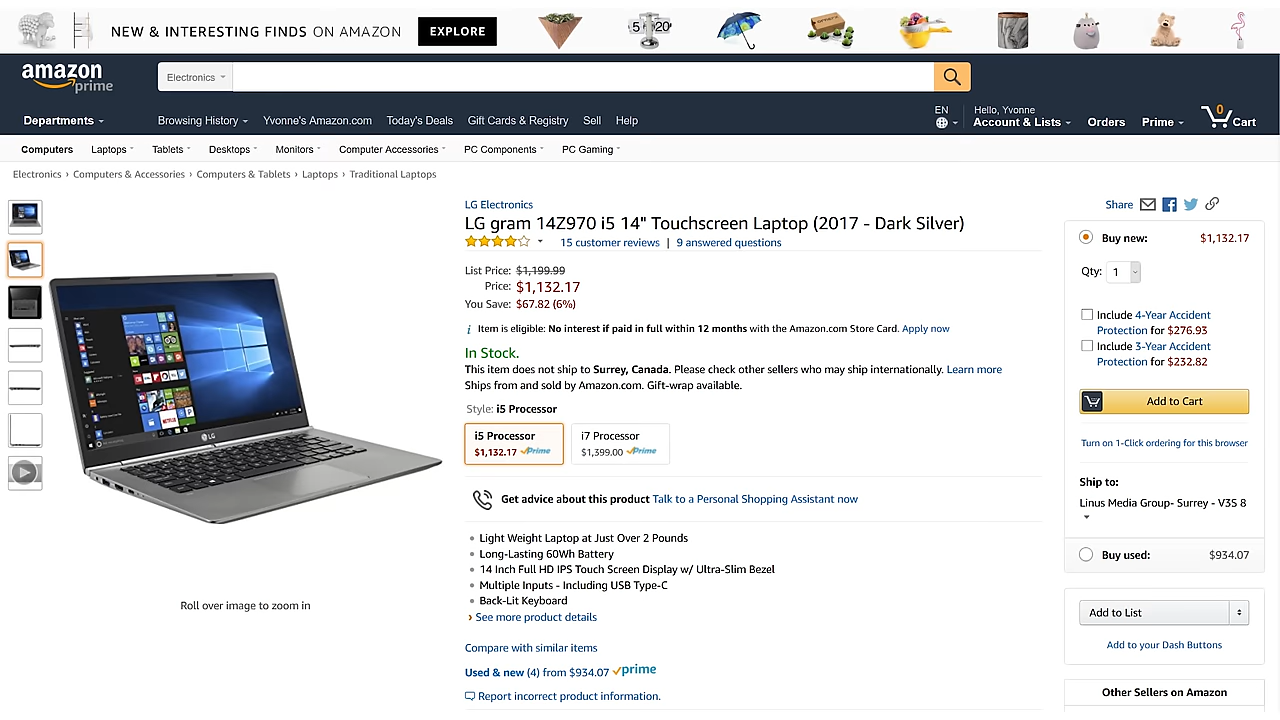 NEW & INTERESTING FINDS ON AMAZON EXPLORE
5 20
amazon prime
Electronics
Departments
Browsing History Yvonne's Amazon.com Today's Deals Gift Cards & Registry Sell Help
EN
Hello, Yvonne
Account & Lists
Orders
Prime
0
Cart
Computers Laptops Tablets Desktops Monitors Computer Accessories PC Components PC Gaming
Electronics › Computers & Accessories › Computers & Tablets › Laptops › Traditional Laptops
LG
Roll over image to zoom in
LG Electronics
LG gram 14Z970 i5 14" Touchscreen Laptop (2017 - Dark Silver)
15 customer reviews | 9 answered questions
List Price: $1,199.99
Price: $1,132.17
You Save: $67.82 (6%)
i Item is eligible: No interest if paid in full within 12 months with the Amazon.com Store Card. Apply now
In Stock.
This item does not ship to Surrey, Canada. Please check other sellers who may ship internationally. Learn more
Ships from and sold by Amazon.com. Gift-wrap available.
Style: i5 Processor
i5 Processor
$1,132.17 Prime
i7 Processor
$1,399.00 Prime
Get advice about this product Talk to a Personal Shopping Assistant now
• Light Weight Laptop at Just Over 2 Pounds
• Long-Lasting 60Wh Battery
• 14 Inch Full HD IPS Touch Screen Display w/ Ultra-Slim Bezel
• Multiple Inputs - Including USB Type-C
• Back-Lit Keyboard
› See more product details
Compare with similar items
Used & new (4) from $934.07 prime
Report incorrect product information.
Share
Buy new: $1,132.17
Qty: 1
Include 4-Year Accident
Protection for $276.93
Include 3-Year Accident
Protection for $232.82
Add to Cart
Turn on 1-Click ordering for this browser
Ship to:
Linus Media Group- Surrey - V3S 8
Buy used: $934.07
Add to List
Add to your Dash Buttons
Other Sellers on Amazon